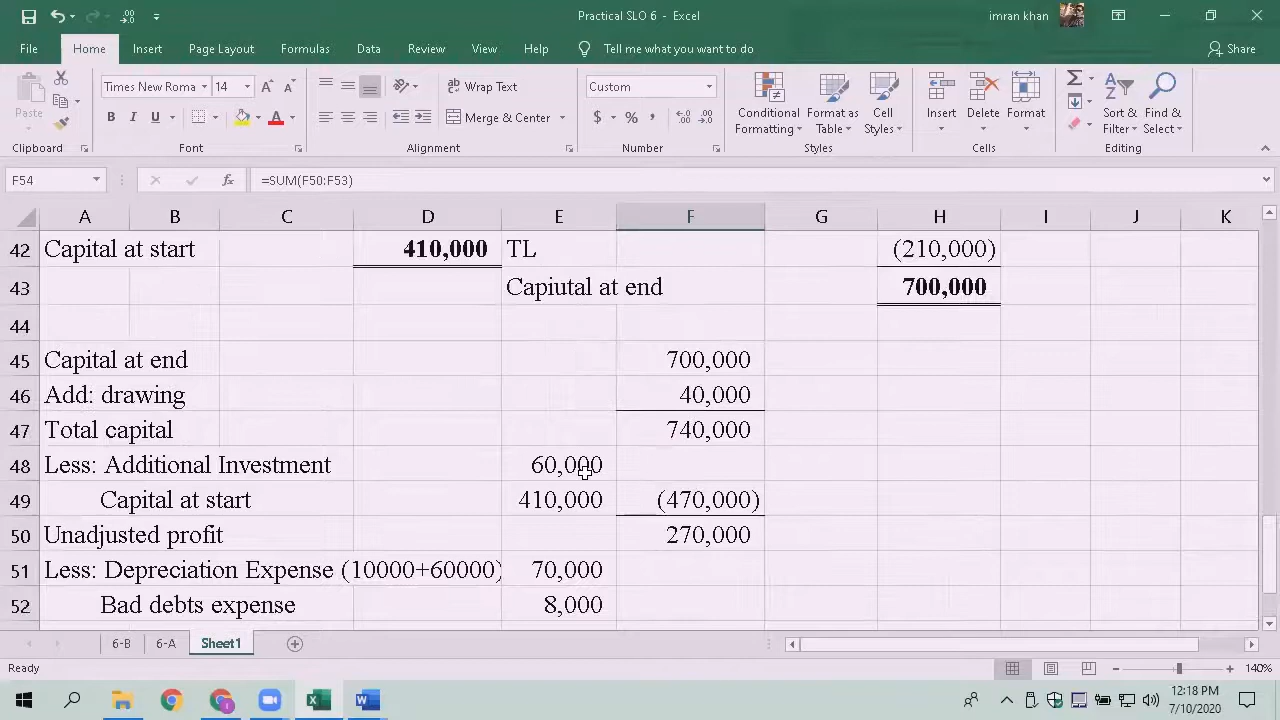 Practical SLO 6 - Excel
imran khan
File Home Insert Page Layout Formulas Data Review View Help Tell me what you want to do Share
Paste
Clipboard
Times New Roma 14
B I U
Font
Wrap Text
Merge & Center
Alignment
Custom
$ % ,
Number
Conditional Formatting
Format as Table
Cell Styles
Styles
Insert Delete Format
Cells
Sort & Filter
Find & Select
Editing
F54 fx =SUM(F50:F53)
A B C D E F G H I J K
42 Capital at start 410,000 TL (210,000)
43 Capiutal at end 700,000
44
45 Capital at end 700,000
46 Add: drawing 40,000
47 Total capital 740,000
48 Less: Additional Investment 60,000
49 Capital at start 410,000 (470,000)
50 Unadjusted profit 270,000
51 Less: Depreciation Expense (10000+60000) 70,000
52 Bad debts expense 8,000
6-B 6-A Sheet1
Ready 140%
12:18 PM
7/10/2020